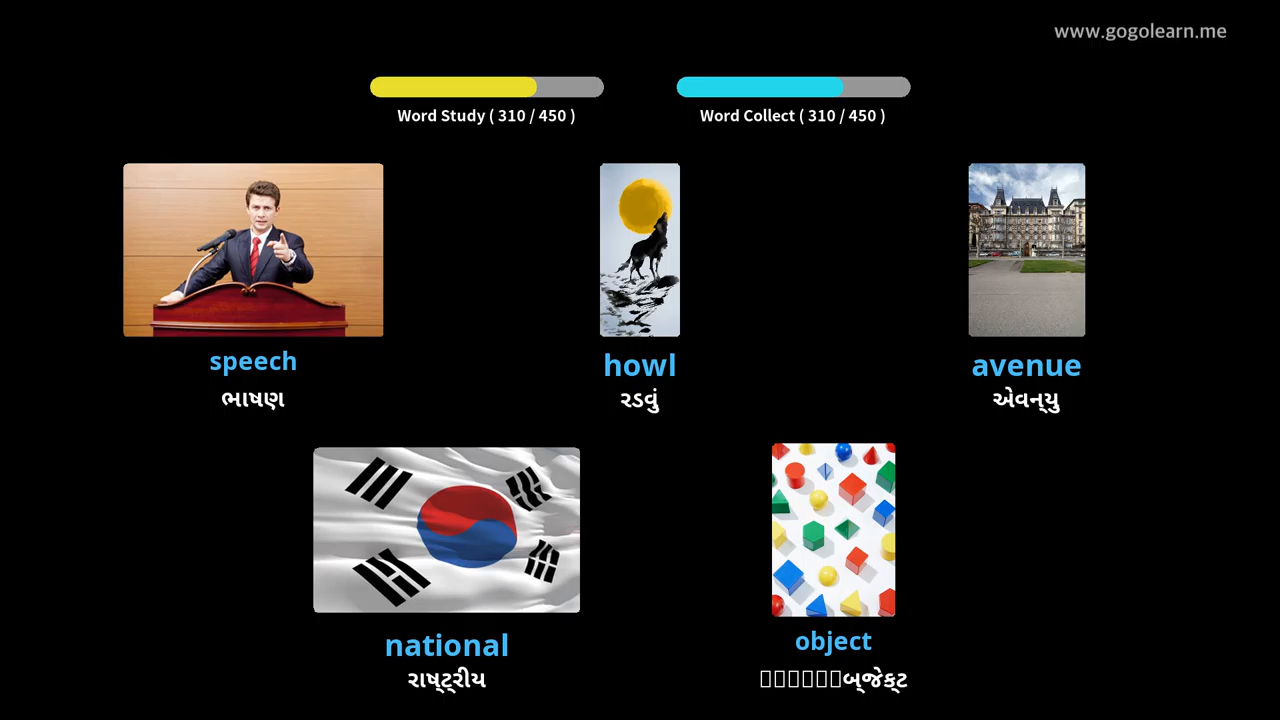 www.gogolearn.me
Word Study ( 310 / 450 )
Word Collect ( 310 / 450 )
speech
ભાષણ
howl
રડવું
avenue
એવન્યુ
national
રાષ્ટ્રીય
object
બ્જેક્ટ